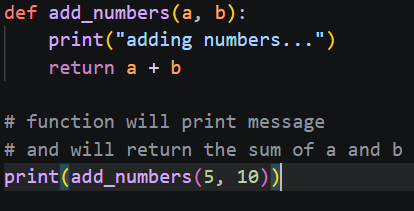 def add_numbers(a, b):
    print("adding numbers...")
    return a + b

# function will print message
# and will return the sum of a and b
print(add_numbers(5, 10))